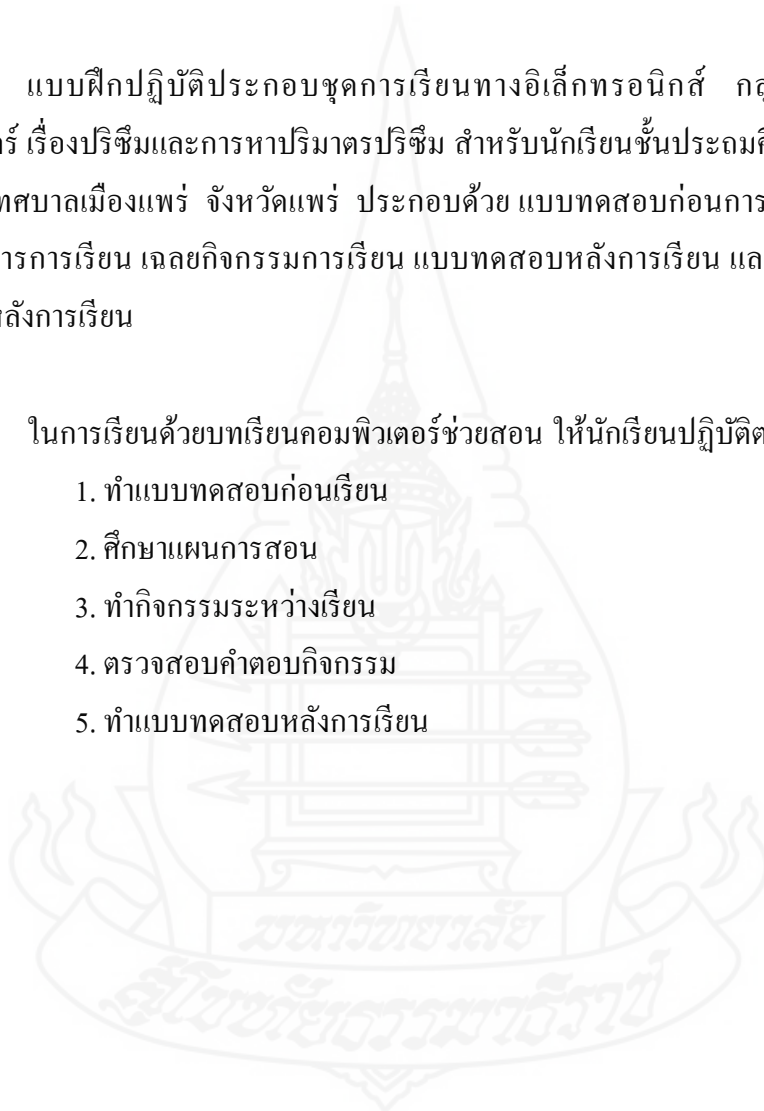 แบบฝึกปฏิบัติประกอบชุดการเรียนทางอิเล็กทรอนิกส์
เรื่องปริซึมและการหาปริมาตรปริซึม สำหรับนักเรียนชั้น
เมืองแพร่ จังหวัดแพร่ ประกอบด้วย แบบทดสอบก่อนการ
การเรียน เฉลยกิจกรรมการเรียน แบบทดสอบหลังการเรียน
หลังการเรียน
ในการเรียนด้วยบทเรียนคอมพิวเตอร์ช่วยสอน ให้นักเรียนปฏิบัติ
1. ทำแบบทดสอบก่อนเรียน
2. ศึกษาแผนการสอน
3. ทำกิจกรรมระหว่างเรียน
4. ตรวจสอบคำตอบกิจกรรม
5. ทำแบบทดสอบหลังการเรียน
มหาวิทยาลัย
สุโขทัยธรรมาธิราช